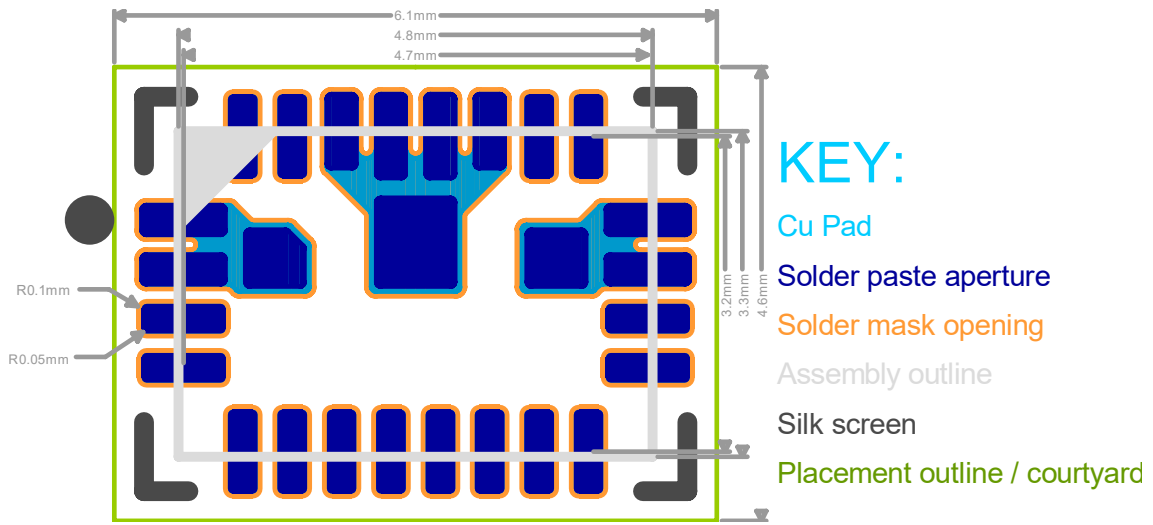 6.1mm
4.8mm
4.7mm
KEY:
Cu Pad
Solder paste aperture
R0.1mm
3.2mm
3.3mm
4.6mm
Solder mask opening
R0.05mm
Assembly outline
Silk screen
Placement outline / courtyard